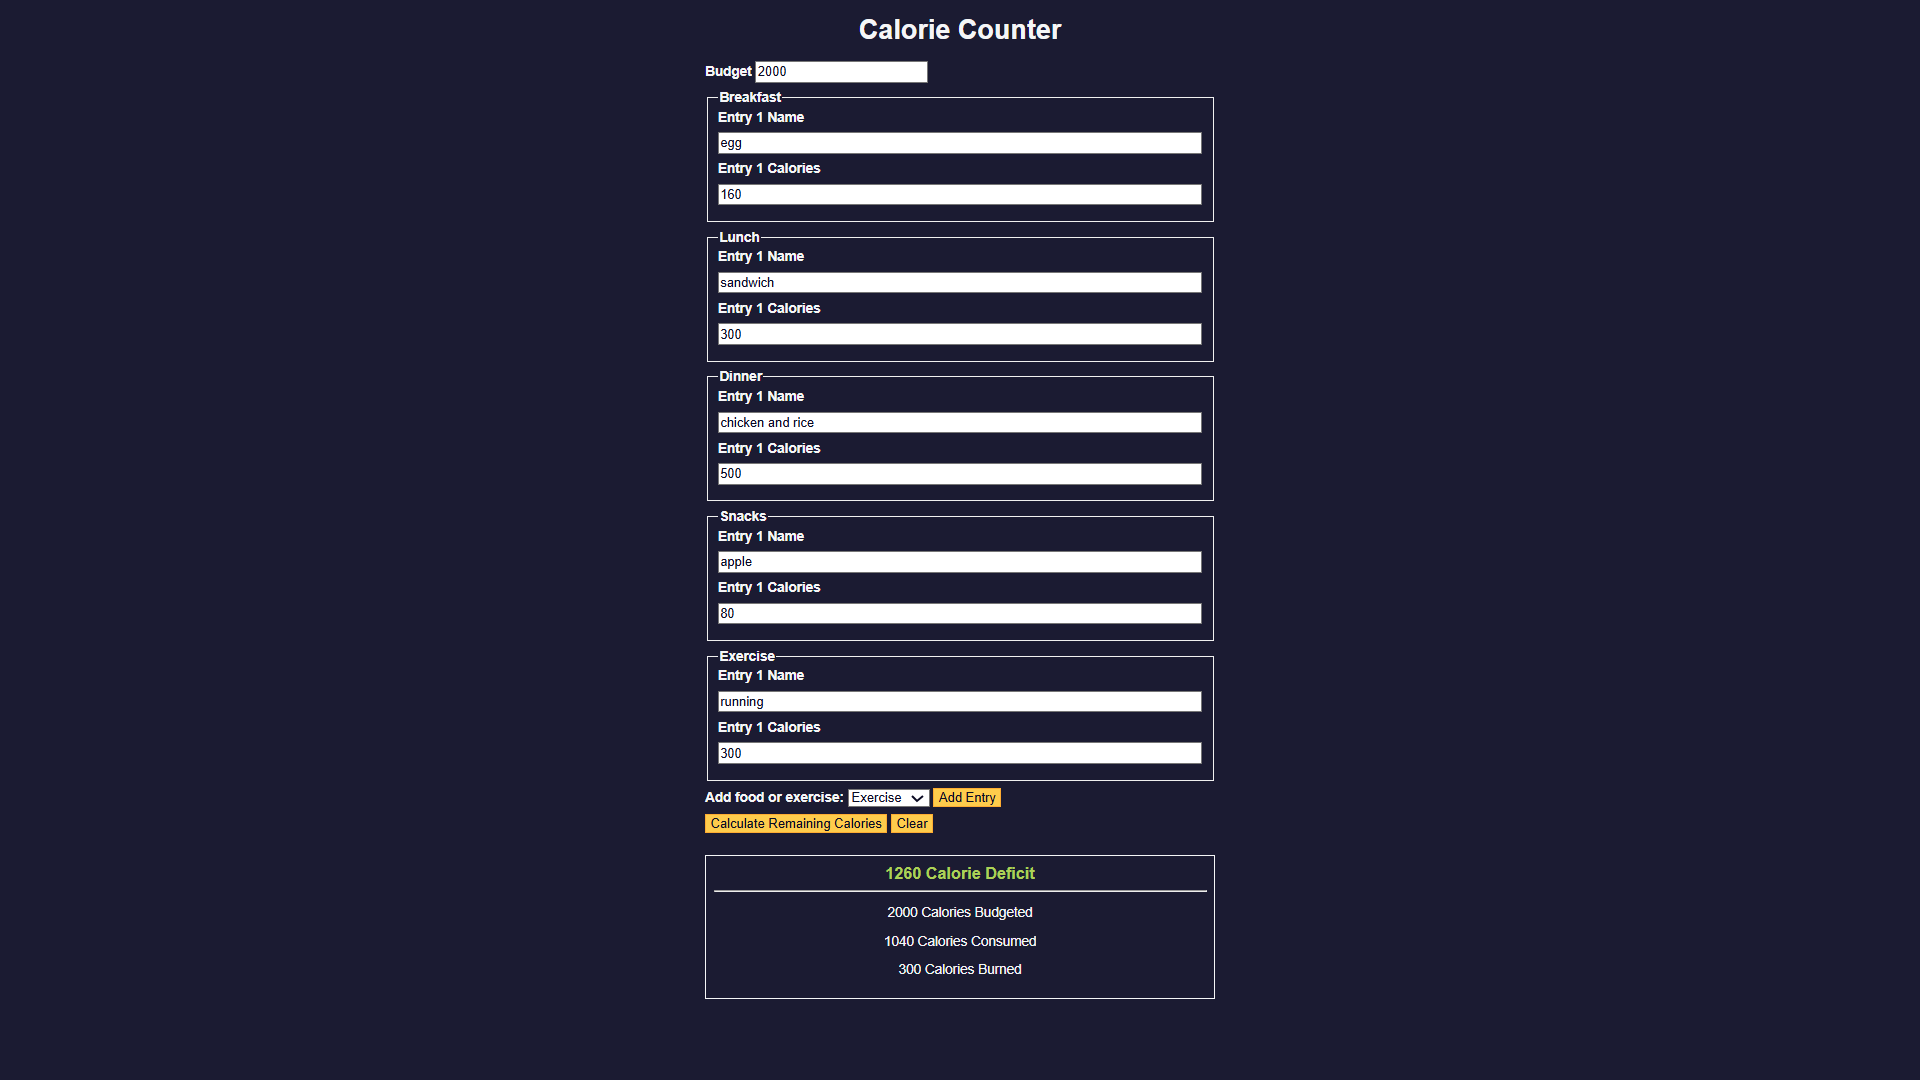 Calorie Counter
Budget 2000
Breakfast
Entry 1 Name
egg
Entry 1 Calories
160
Lunch
Entry 1 Name
sandwich
Entry 1 Calories
300
Dinner
Entry 1 Name
chicken and rice
Entry 1 Calories
500
Snacks
Entry 1 Name
apple
Entry 1 Calories
80
Exercise
Entry 1 Name
running
Entry 1 Calories
300
Add food or exercise: Exercise Add Entry
Calculate Remaining Calories Clear
1260 Calorie Deficit
2000 Calories Budgeted
1040 Calories Consumed
300 Calories Burned